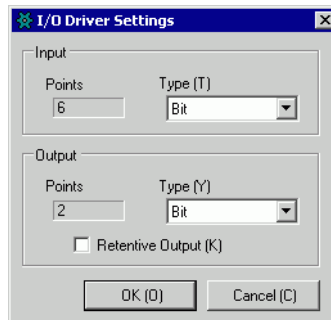 I/O Driver Settings
Input
Points Type (T)
6 Bit
Output
Points Type (Y)
2 Bit
Retentive Output (K)
OK (O) Cancel (C)